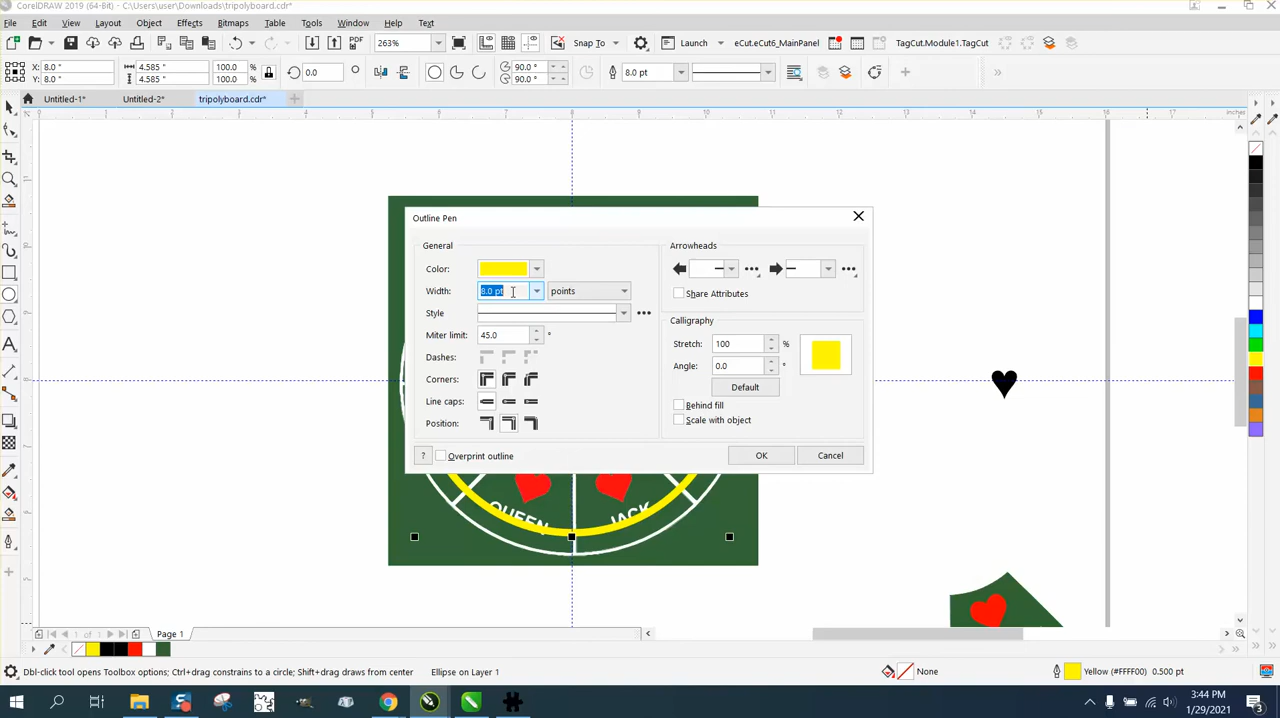 CorelDRAW 2019 (64-Bit) - C:\Users\user\Downloads\tripolyboard.cdr*
File Edit View Layout Object Effects Bitmaps Table Tools Window Help Text
PDF 263% Snap To Launch eCut.eCut6_MainPanel TagCut.Module1.TagCut
X: 8.0 " 4.585 " 100.0 % 0.0 ° 90.0 ° 8.0 pt
Y: 8.0 " 4.585 " 100.0 % 90.0 °
Untitled-1* Untitled-2* tripolyboard.cdr*
Outline Pen
General
Color:
Width: 8.0 pt points
Style
Miter limit: 45.0 °
Dashes:
Corners:
Line caps:
Position:
? Overprint outline
Arrowheads
Share Attributes
Calligraphy
Stretch: 100 %
Angle: 0.0 °
Default
Behind fill
Scale with object
OK Cancel
QUEEN JACK
1 of 1 Page 1
Dbl-click tool opens Toolbox options; Ctrl+drag constrains to a circle; Shift+drag draws from center Ellipse on Layer 1 None Yellow (#FFFF00) 0.500 pt
3:44 PM
1/29/2021